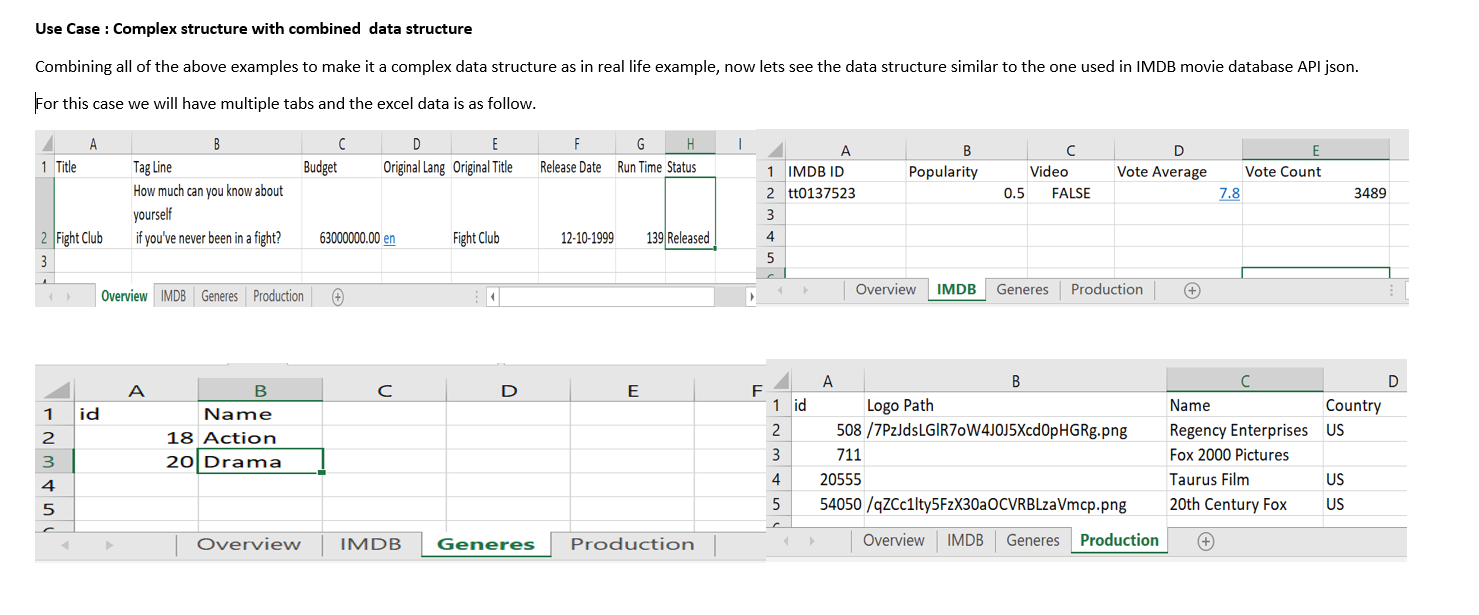 Use Case : Complex structure with combined data structure
Combining all of the above examples to make it a complex data structure as in real life example, now lets see the data structure similar to the one used in IMDB movie database API json.
For this case we will have multiple tabs and the excel data is as follow.
A B C D E F G H I
1 Title Tag Line Budget Original Lang Original Title Release Date Run Time Status
How much can you know about
yourself
2 Fight Club if you've never been in a fight? 63000000.00 en Fight Club 12-10-1999 139 Released
3
Overview IMDB Generes Production
A B C D E
1 IMDB ID Popularity Video Vote Average Vote Count
2 tt0137523 0.5 FALSE 7.8 3489
3
4
5
Overview IMDB Generes Production
A B C D E F
1 id Name
2 18 Action
3 20 Drama
4
5
Overview IMDB Generes Production
A B C D
1 id Logo Path Name Country
2 508 /7PzJdsLGlR7oW4J0J5Xcd0pHGRg.png Regency Enterprises US
3 711 Fox 2000 Pictures
4 20555 Taurus Film US
5 54050 /qZCc1lty5FzX30aOCVRBLzaVmcp.png 20th Century Fox US
Overview IMDB Generes Production